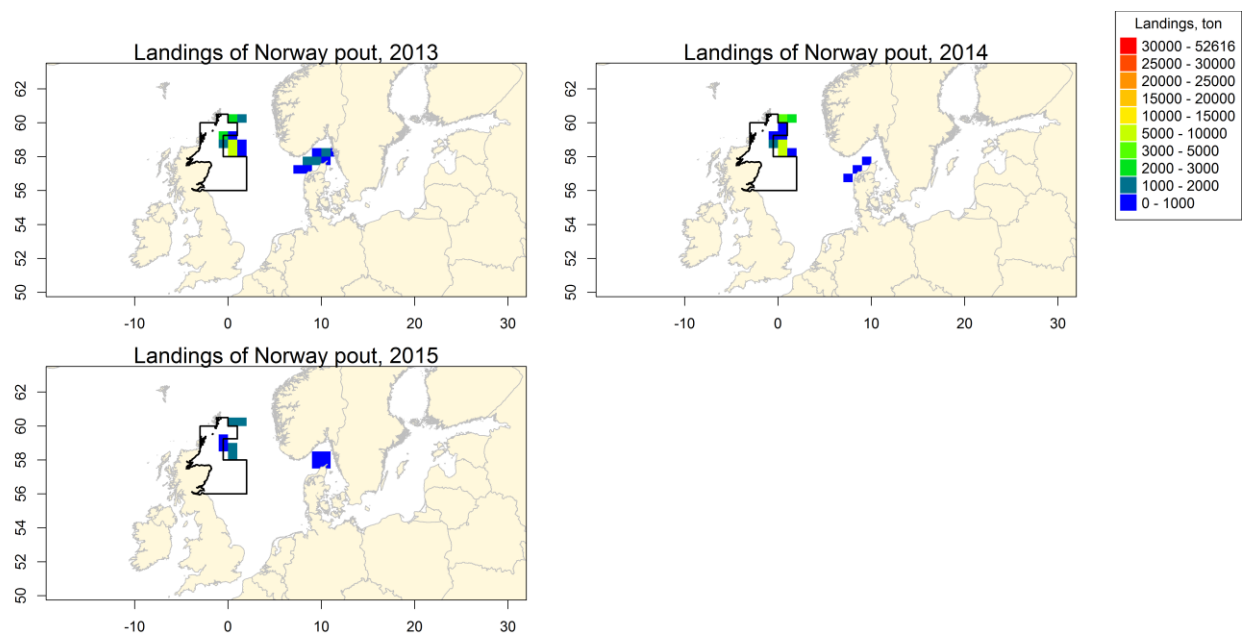 Landings of Norway pout, 2013
62
60
58
56
54
52
50
-10 0 10 20 30
Landings of Norway pout, 2014
62
60
58
56
54
52
50
-10 0 10 20 30
Landings, ton
30000 - 52616
25000 - 30000
20000 - 25000
15000 - 20000
10000 - 15000
5000 - 10000
3000 - 5000
2000 - 3000
1000 - 2000
0 - 1000
Landings of Norway pout, 2015
62
60
58
56
54
52
50
-10 0 10 20 30